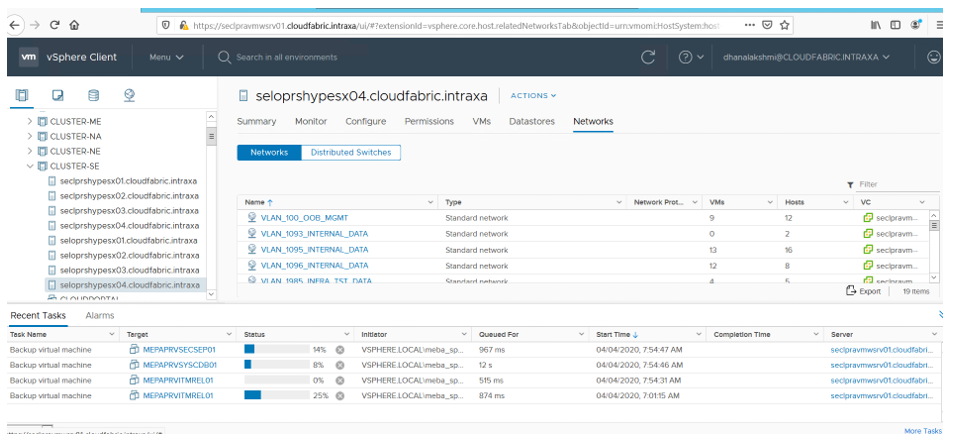 https://seclpravmwsrv01.cloudfabric.intraxa/ui/#?extensionId=vsphere.core.host.relatedNetworksTab&objectId=urn:vmomi:HostSystem:host
vm vSphere Client Menu Search in all environments dhanalakshmi@CLOUDFABRIC.INTRAXA
seloprshypesx04.cloudfabric.intraxa ACTIONS
Summary Monitor Configure Permissions VMs Datastores Networks
Networks Distributed Switches
CLUSTER-ME
CLUSTER-NA
CLUSTER-NE
CLUSTER-SE
seclprshypesx01.cloudfabric.intraxa
seclprshypesx02.cloudfabric.intraxa
seclprshypesx03.cloudfabric.intraxa
seclprshypesx04.cloudfabric.intraxa
seloprshypesx01.cloudfabric.intraxa
seloprshypesx02.cloudfabric.intraxa
seloprshypesx03.cloudfabric.intraxa
seloprshypesx04.cloudfabric.intraxa
CLOUDPORTAL
Filter
Name Type Network Prot... VMs Hosts VC
VLAN_100_OOB_MGMT Standard network 9 12 seclpravm...
VLAN_1093_INTERNAL_DATA Standard network 0 2 seclpravm...
VLAN_1095_INTERNAL_DATA Standard network 13 16 seclpravm...
VLAN_1096_INTERNAL_DATA Standard network 12 8 seclpravm...
VLAN_1985_INFRA_TST_DATA Standard network 4 5 seclpravm...
Export 19 items
Recent Tasks Alarms
Task Name Target Status Initiator Queued For Start Time Completion Time Server
Backup virtual machine MEPAPRVSECSEP01 14% VSPHERE.LOCAL\meba_sp... 967 ms 04/04/2020, 7:54:47 AM seclpravmwsrv01.cloudfabri...
Backup virtual machine MEPAPRVSYSCDB01 8% VSPHERE.LOCAL\meba_sp... 12 s 04/04/2020, 7:54:46 AM seclpravmwsrv01.cloudfabri...
Backup virtual machine MEPAPRVITMREL01 0% VSPHERE.LOCAL\meba_sp... 515 ms 04/04/2020, 7:54:31 AM seclpravmwsrv01.cloudfabri...
Backup virtual machine MEPAPRVITMREL01 25% VSPHERE.LOCAL\meba_sp... 874 ms 04/04/2020, 7:01:15 AM seclpravmwsrv01.cloudfabri...
More Tasks